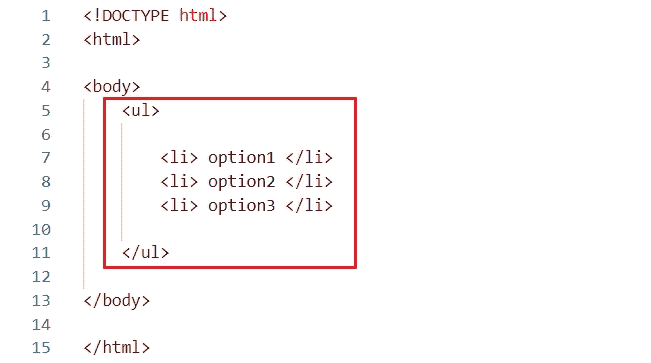 1 <!DOCTYPE html>
2 <html>
3
4 <body>
5 <ul>
6
7 <li> option1 </li>
8 <li> option2 </li>
9 <li> option3 </li>
10
11 </ul>
12
13 </body>
14
15 </html>